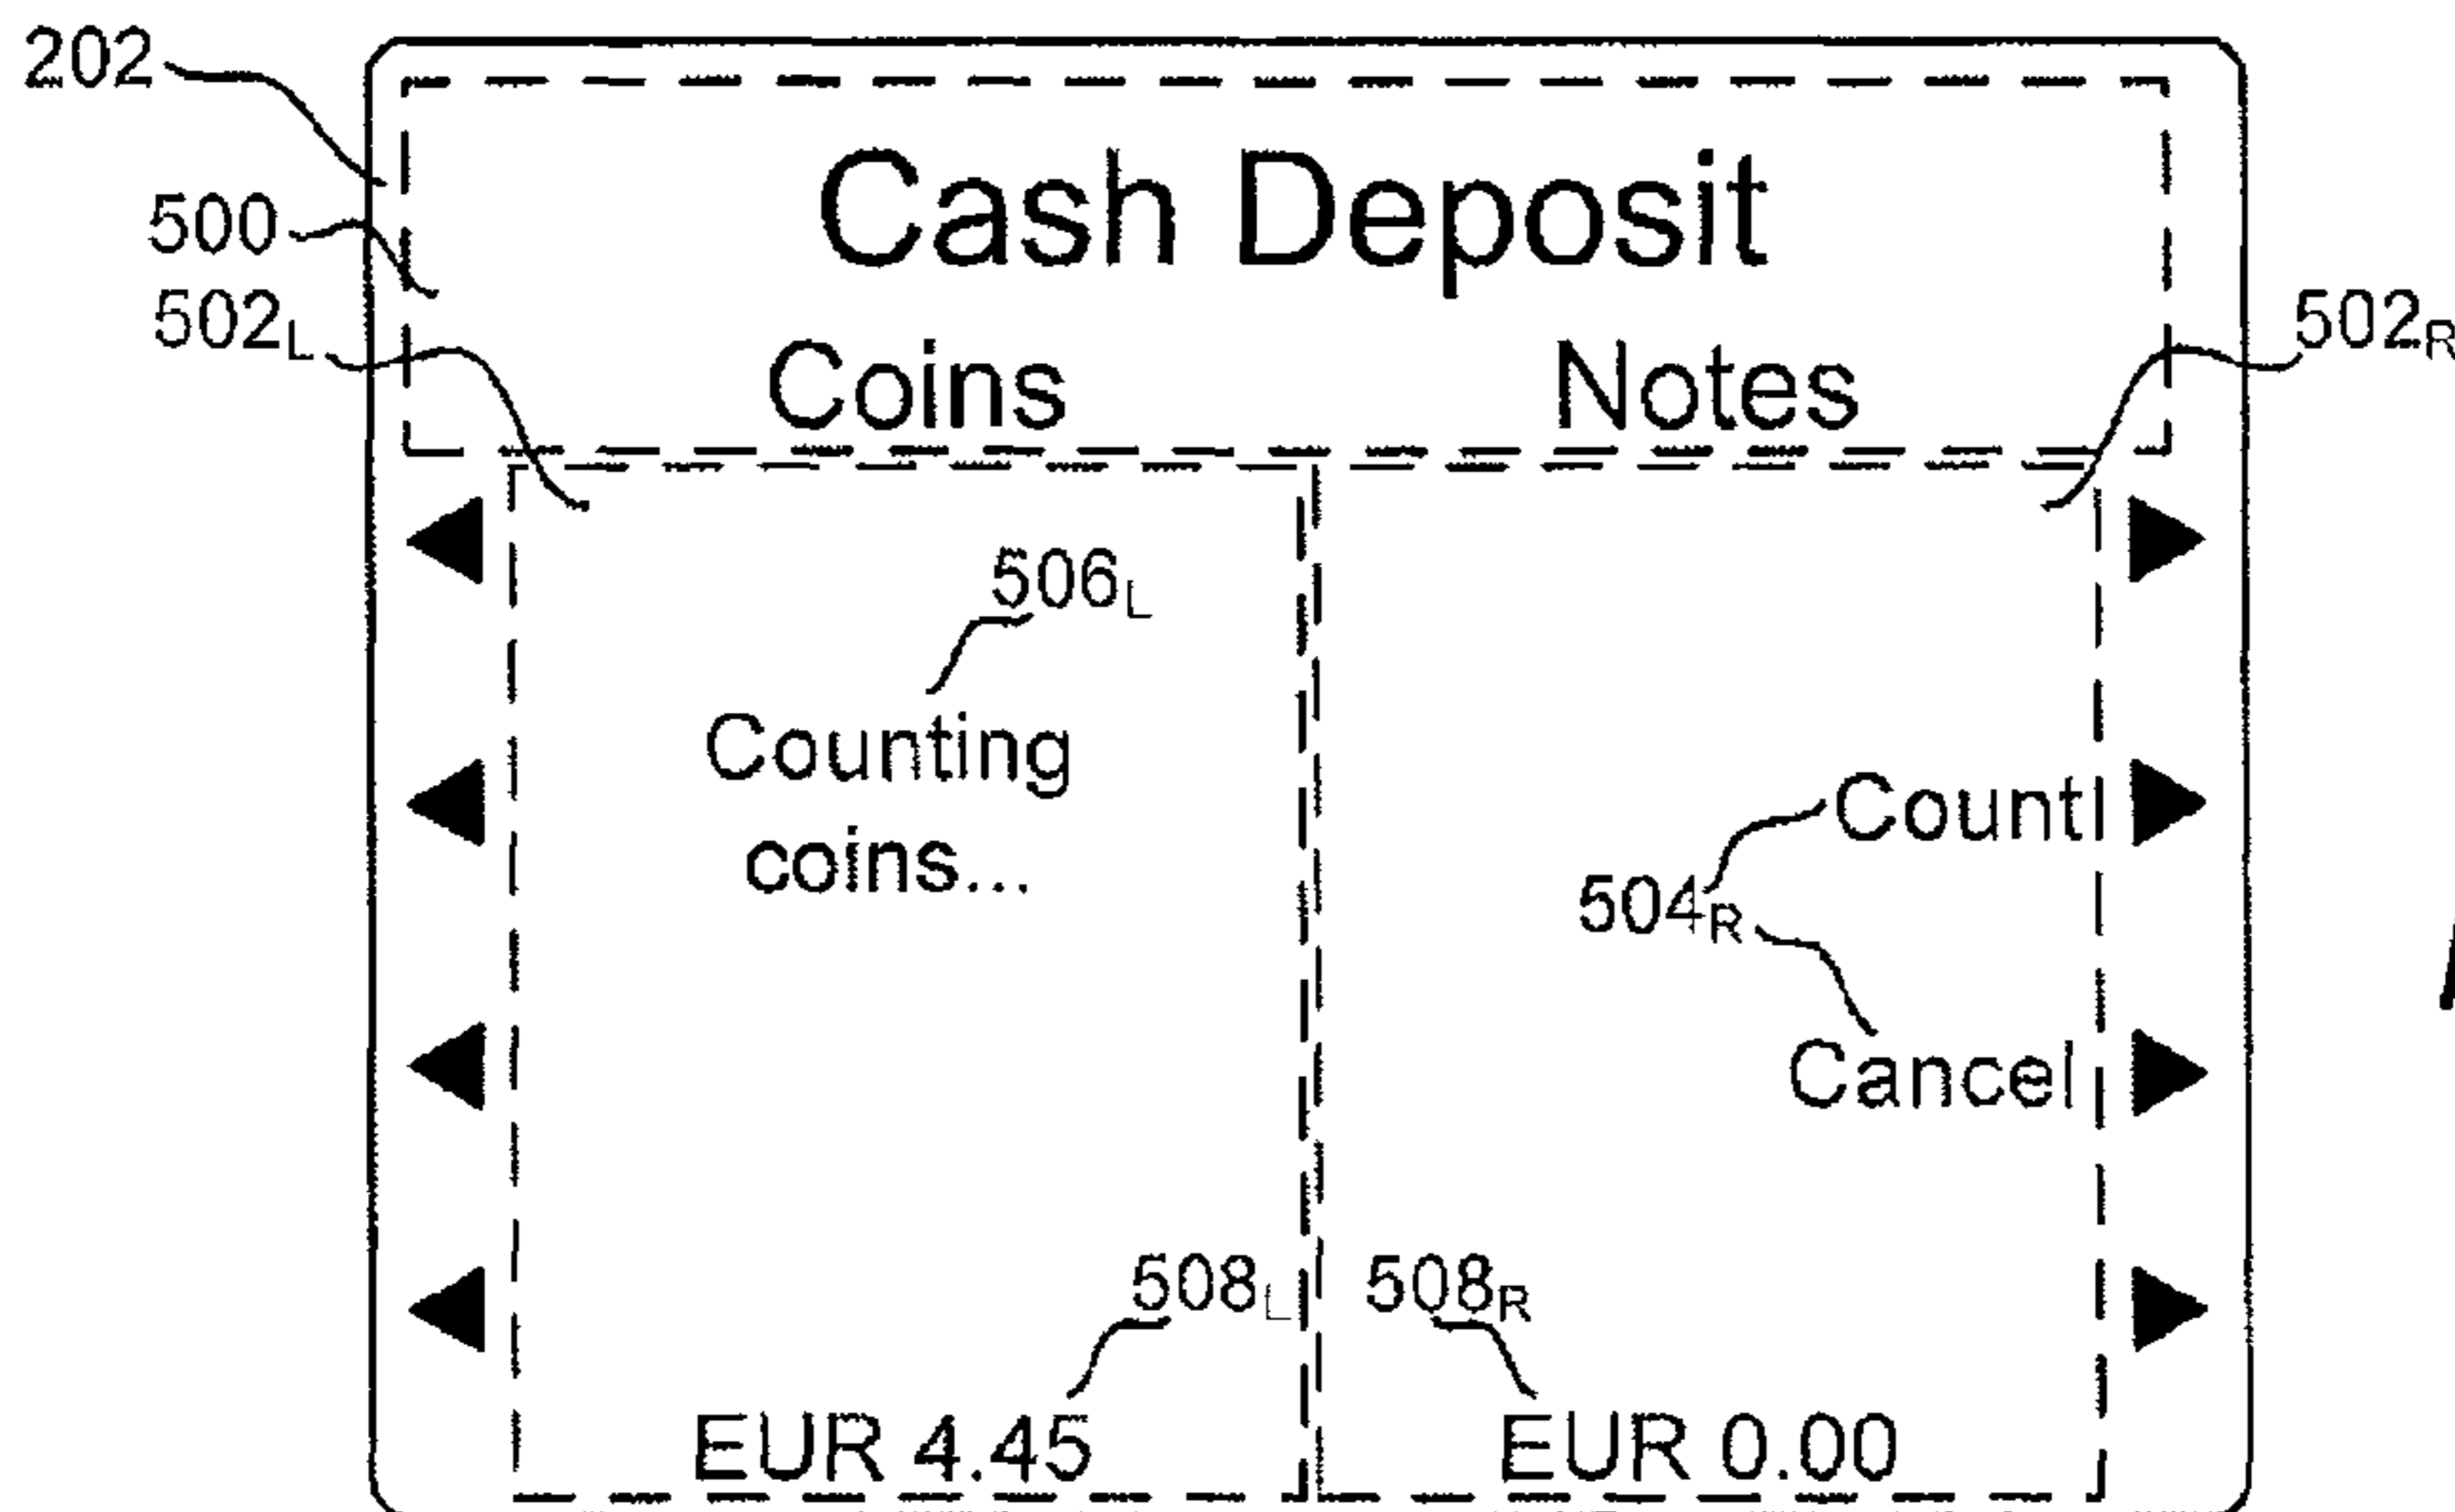 202
Cash Deposit
500
502L
502R
Coins Notes
506L
Counting
coins...
Count
504R
Cancel
508L 508R
EUR 4.45 EUR 0.00